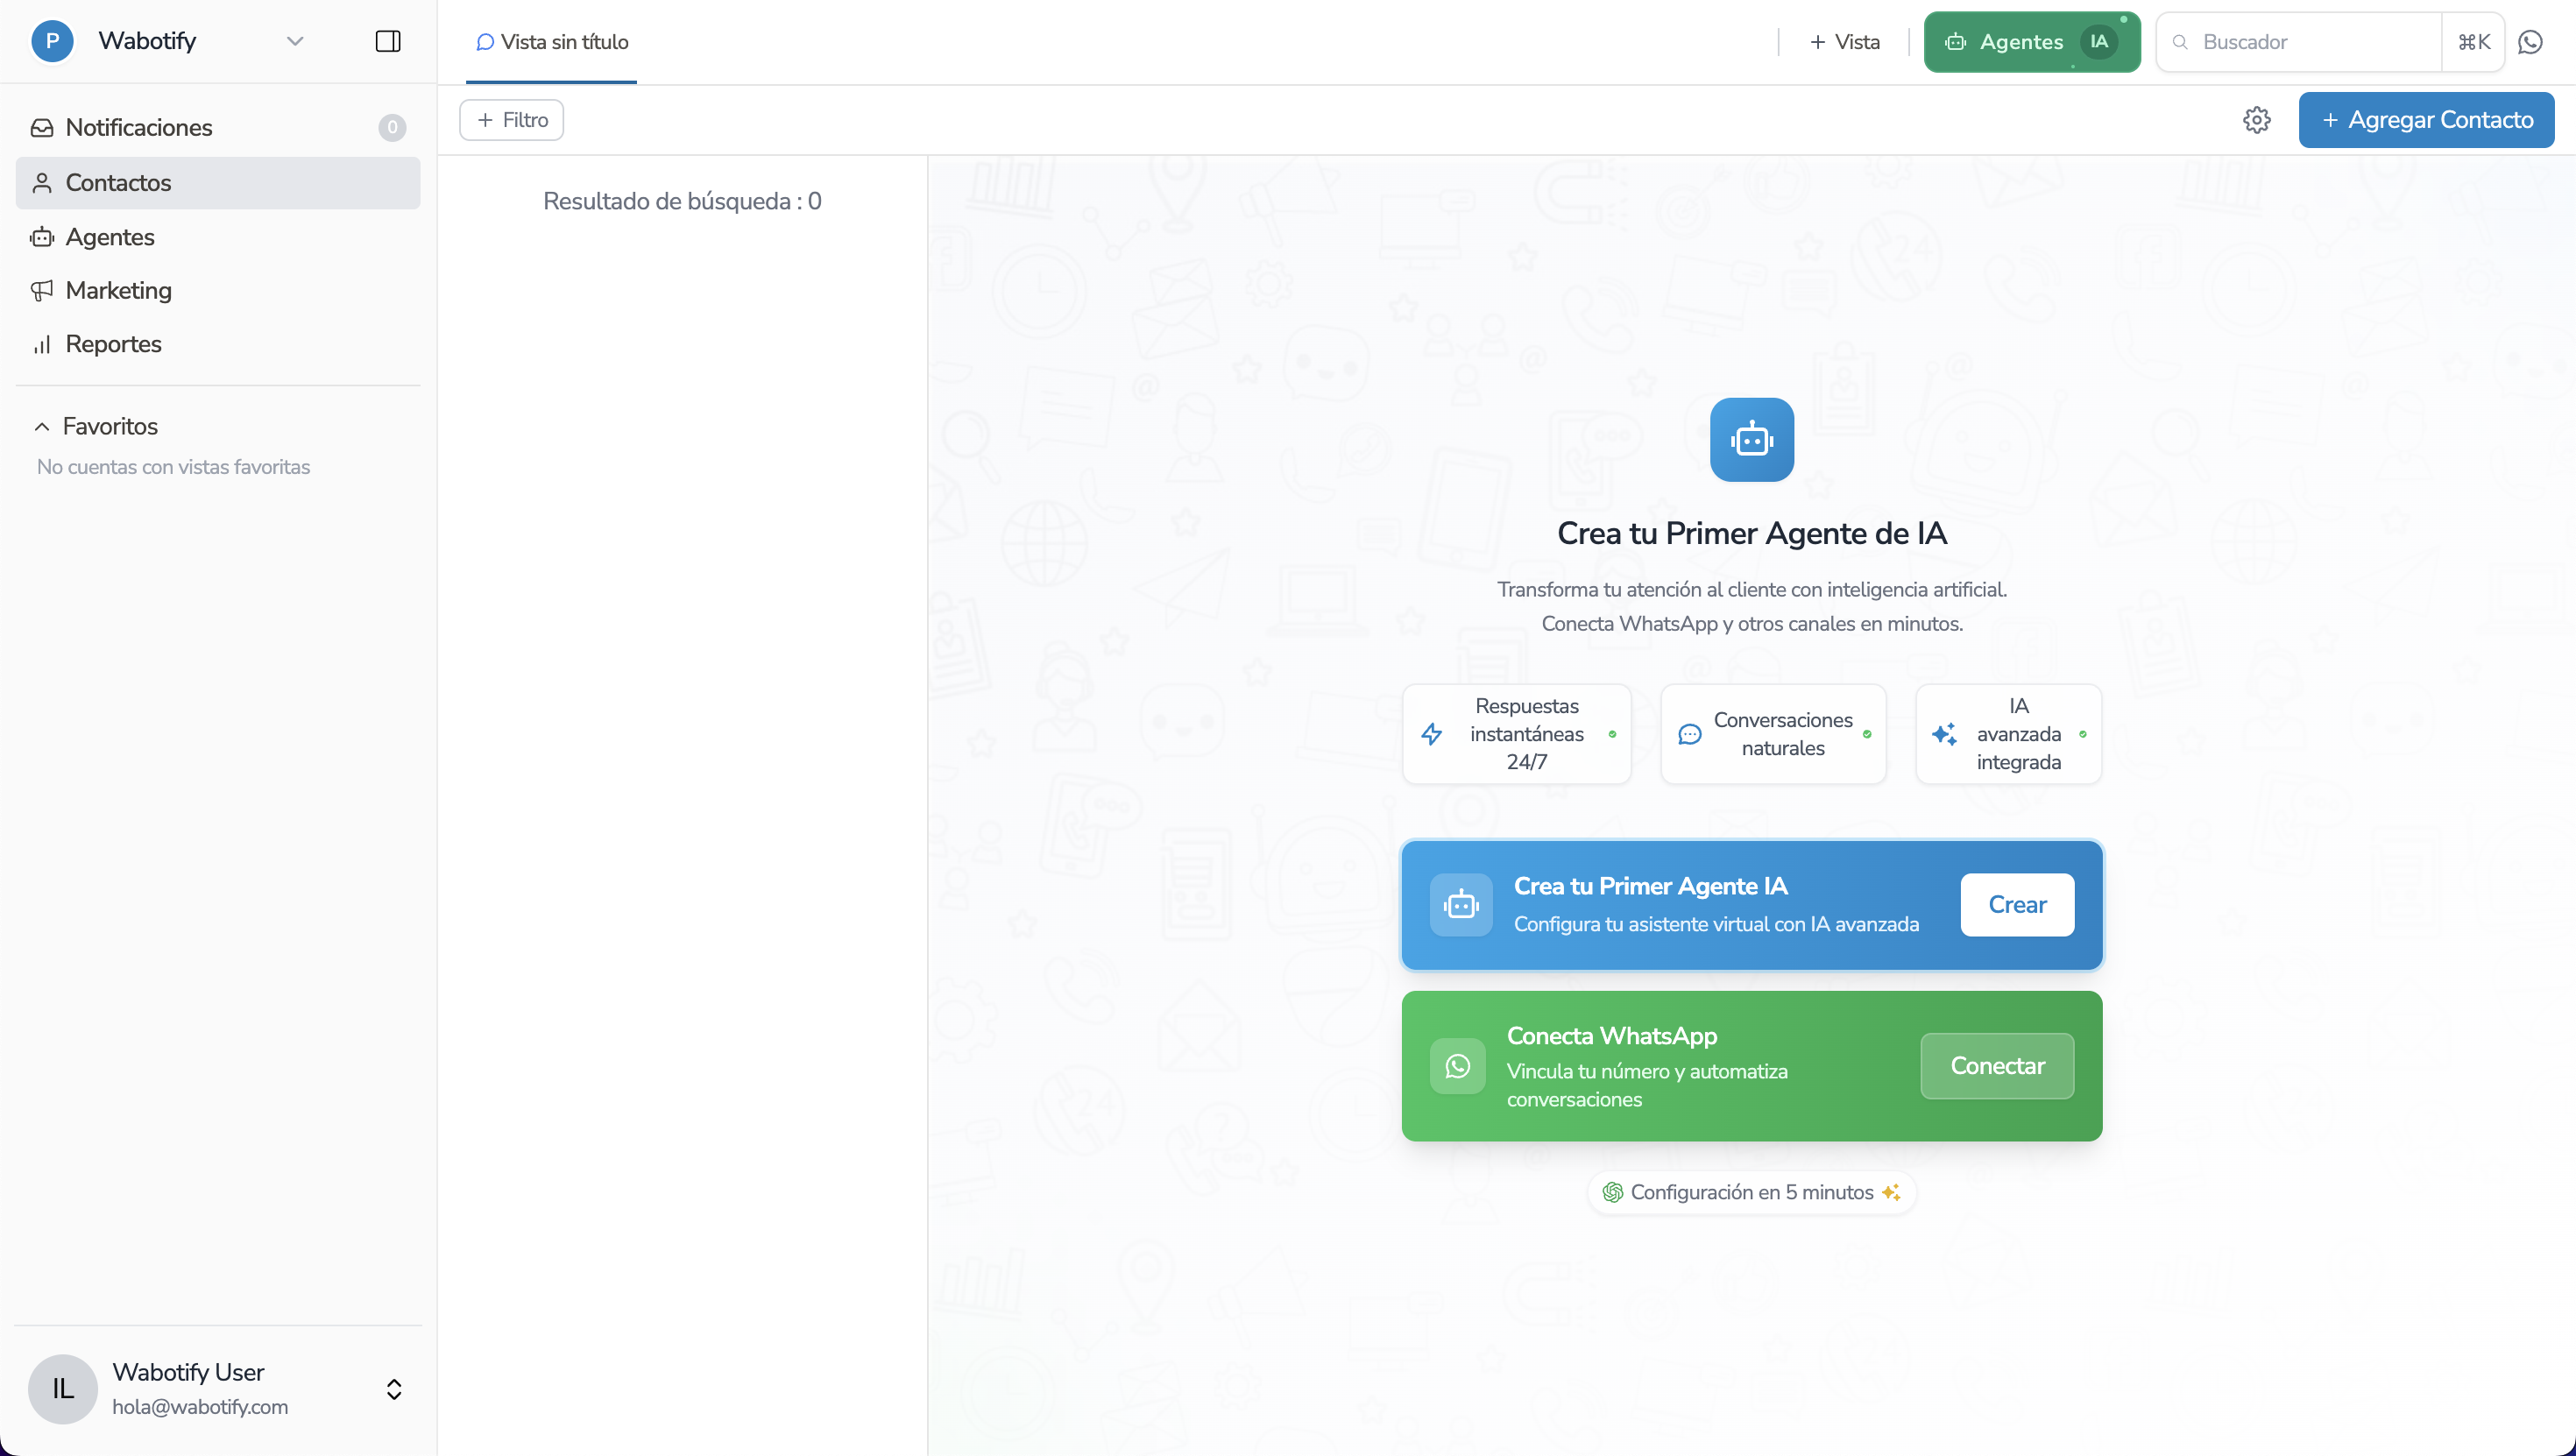 P
Wabotify
Vista sin título
+ Vista
Agentes IA
Buscador
⌘K
Notificaciones
0
Contactos
Agentes
Marketing
Reportes
Favoritos
No cuentas con vistas favoritas
+ Filtro
+ Agregar Contacto
Resultado de búsqueda : 0
Crea tu Primer Agente de IA
Transforma tu atención al cliente con inteligencia artificial.
Conecta WhatsApp y otros canales en minutos.
Respuestas
instantáneas
24/7
Conversaciones
naturales
IA
avanzada
integrada
Crea tu Primer Agente IA
Configura tu asistente virtual con IA avanzada
Crear
Conecta WhatsApp
Vincula tu número y automatiza
conversaciones
Conectar
Configuración en 5 minutos
IL
Wabotify User
hola@wabotify.com